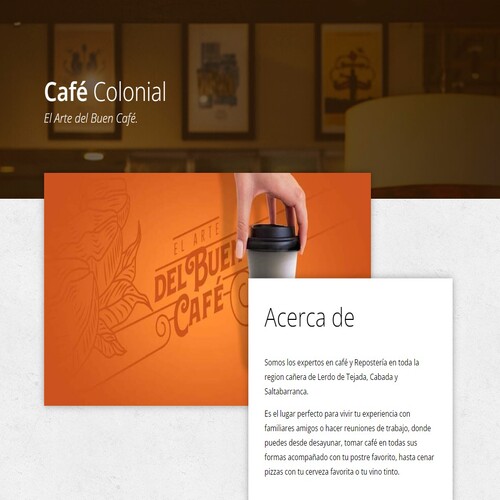 Café Colonial
El Arte del Buen Café.
EL ARTE
DEL BUEN
CAFÉ
Acerca de
Somos los expertos en café y Repostería en toda la
region cañera de Lerdo de Tejada, Cabada y
Saltabarranca.
Es el lugar perfecto para vivir tu experiencia con
familiares amigos o hacer reuniones de trabajo, donde
puedes desde desayunar, tomar café en todas sus
formas acompañado con tu postre favorito, hasta cenar
pizzas con tu cerveza favorita o tu vino tinto.